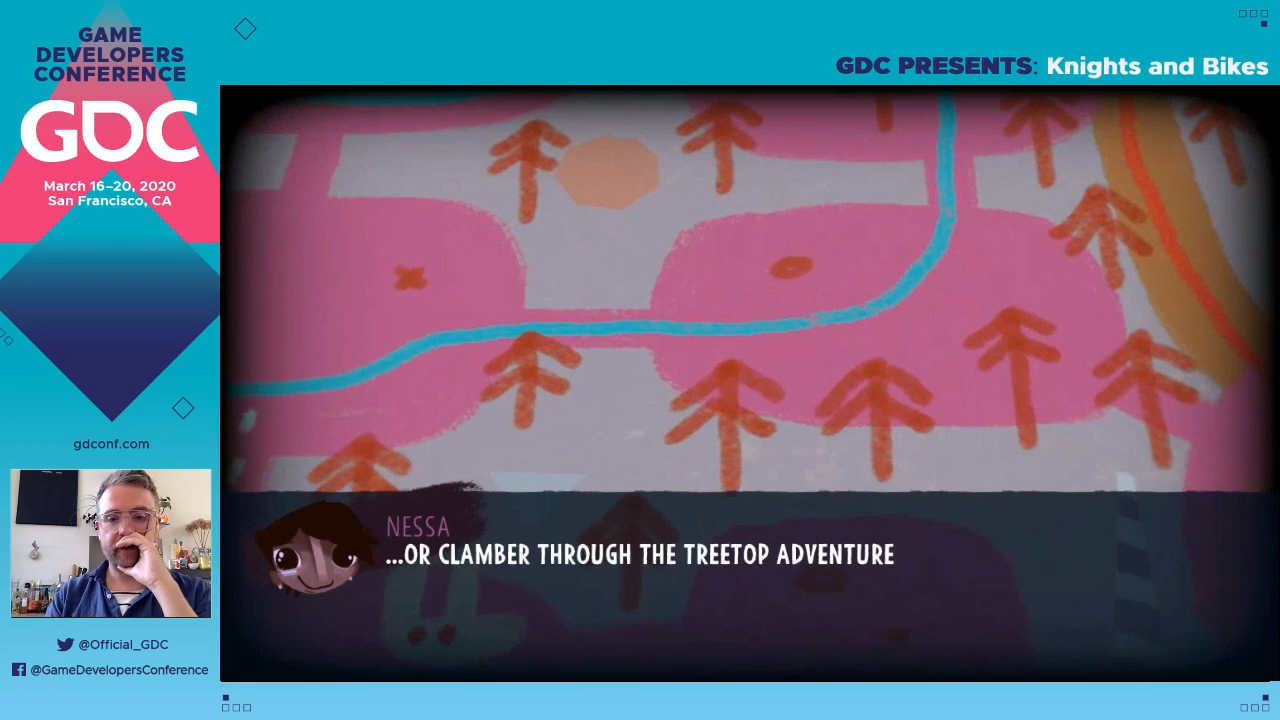 GAME
DEVELOPERS
CONFERENCE
GDC
March 16–20, 2020
San Francisco, CA
gdconf.com
@Official_GDC
@GameDevelopersConference
GDC PRESENTS: Knights and Bikes
NESSA
...OR CLAMBER THROUGH THE TREETOP ADVENTURE